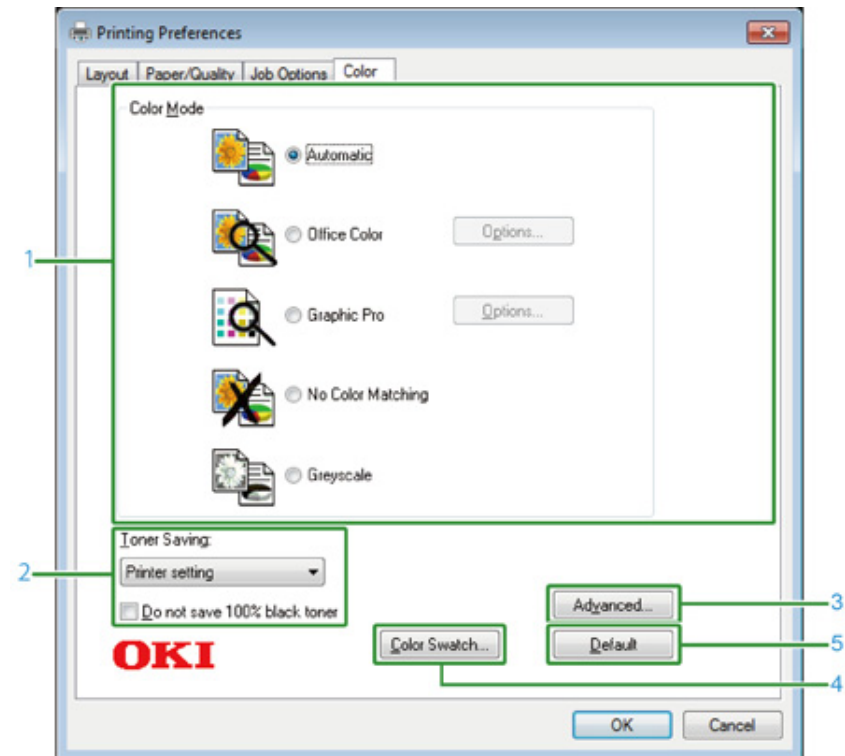 Printing Preferences
Layout Paper/Quality Job Options Color
Color Mode
Automatic
Office Color Options...
1
Graphic Pro Options...
No Color Matching
Greyscale
Toner Saving:
2
Printer setting
Do not save 100% black toner
Advanced... 3
OKI
Color Swatch... Default 5
4
OK Cancel